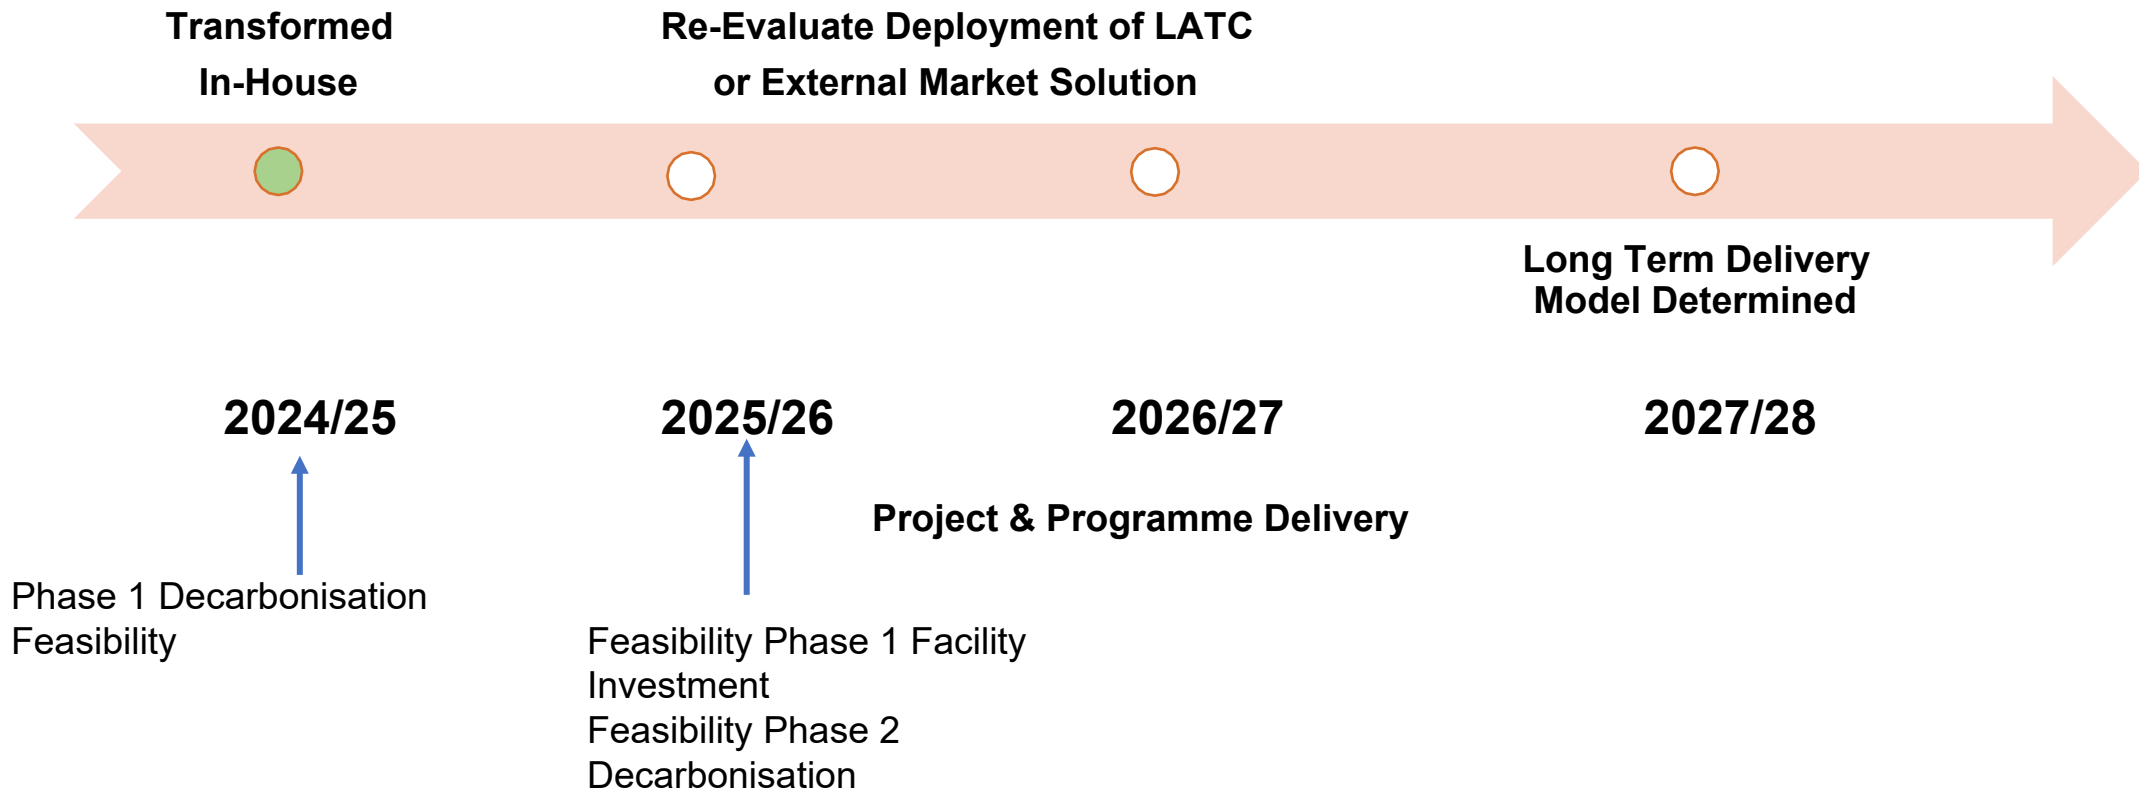 Transformed
In-House
Re-Evaluate Deployment of LATC
or External Market Solution
Long Term Delivery
Model Determined
2024/25
2025/26
2026/27
2027/28
Project & Programme Delivery
Phase 1 Decarbonisation
Feasibility
Feasibility Phase 1 Facility
Investment
Feasibility Phase 2
Decarbonisation